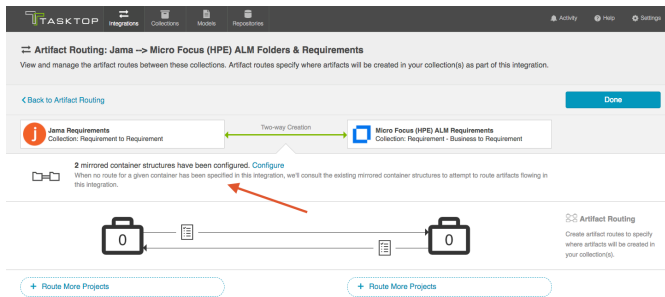 TASKTOP
Integrations
Collections
Models
Repositories
Activity
Help
Settings
Artifact Routing: Jama --> Micro Focus (HPE) ALM Folders & Requirements
View and manage the artifact routes between these collections. Artifact routes specify where artifacts will be created in your collection(s) as part of this integration.
Back to Artifact Routing
Done
Jama Requirements
Collection: Requirement to Requirement
Two-way Creation
Micro Focus (HPE) ALM Requirements
Collection: Requirement - Business to Requirement
2 mirrored container structures have been configured. Configure
When no route for a given container has been specified in this integration, we'll consult the existing mirrored container structures to attempt to route artifacts flowing in
this integration.
0
0
Artifact Routing
Create artifact routes to specify
where artifacts will be created in
your collection(s).
+ Route More Projects
+ Route More Projects